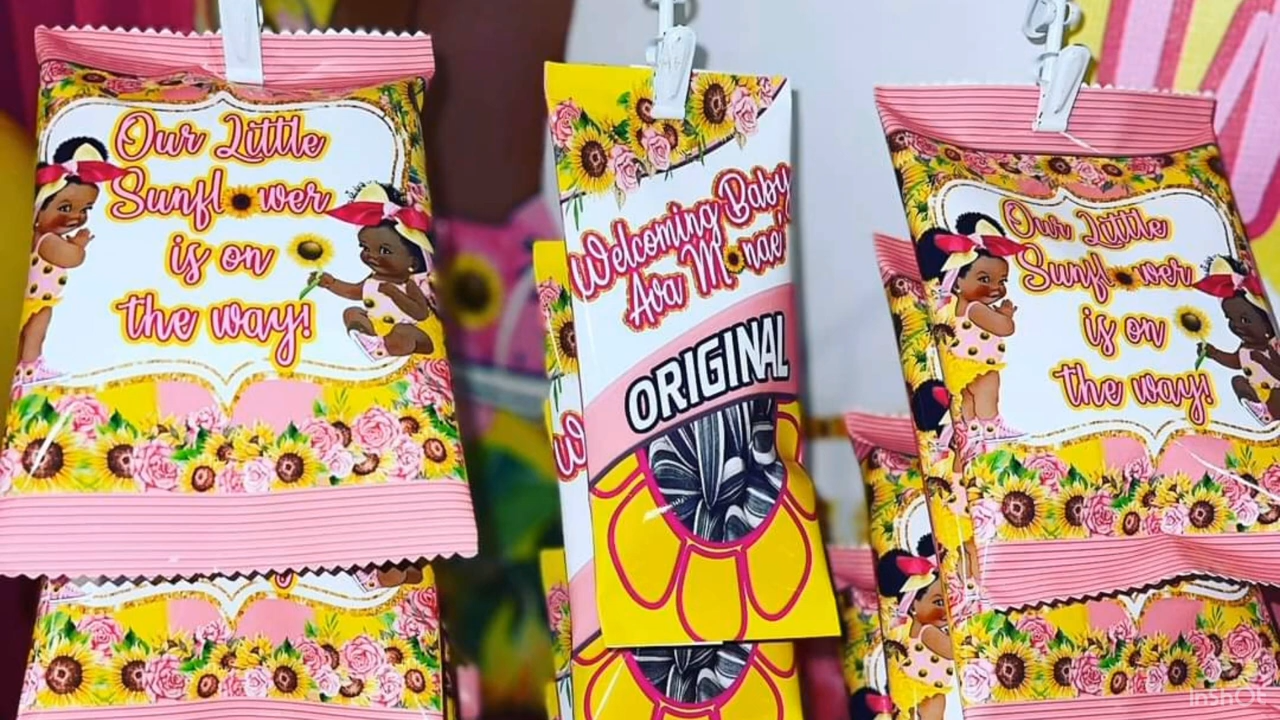 Our Little
Sunflower
is on
the way!
Welcoming Baby
Ava Monae'
ORIGINAL
Our Little
Sunflower
is on
the way!
InShOt